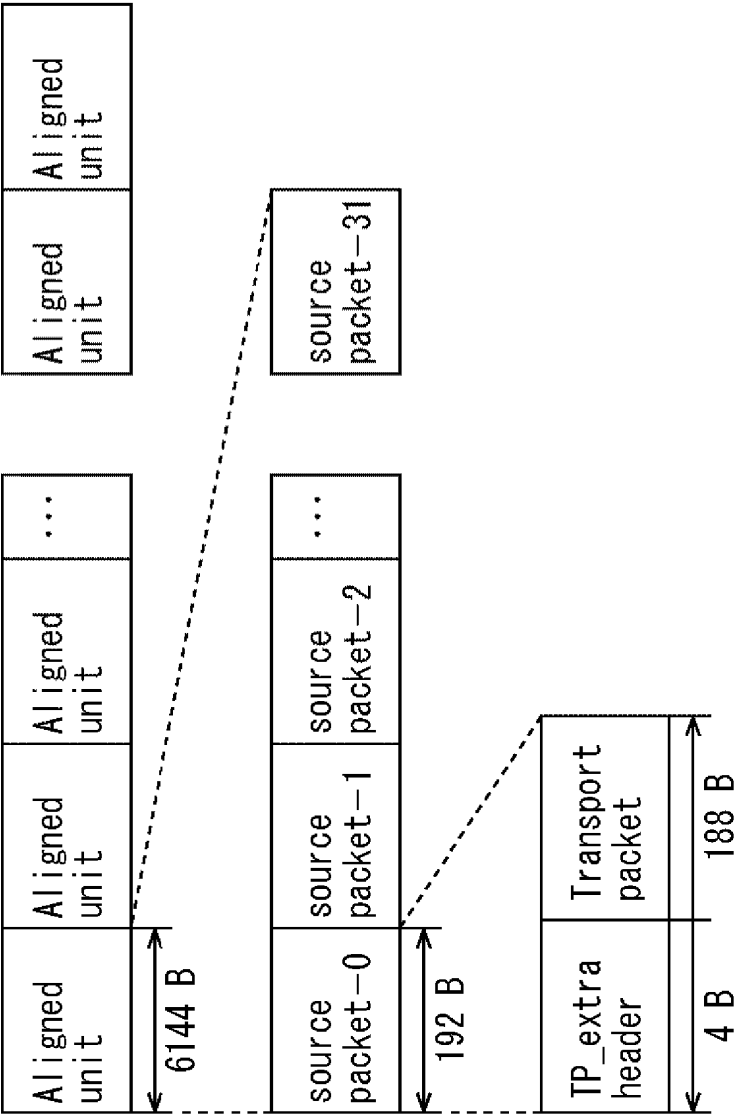 Aligned
unit
Aligned
unit
Aligned
unit
...
Aligned
unit
Aligned
unit
6144 B
source
packet-0
source
packet-1
source
packet-2
...
source
packet-31
192 B
TP_extra
header
Transport
packet
4 B
188 B